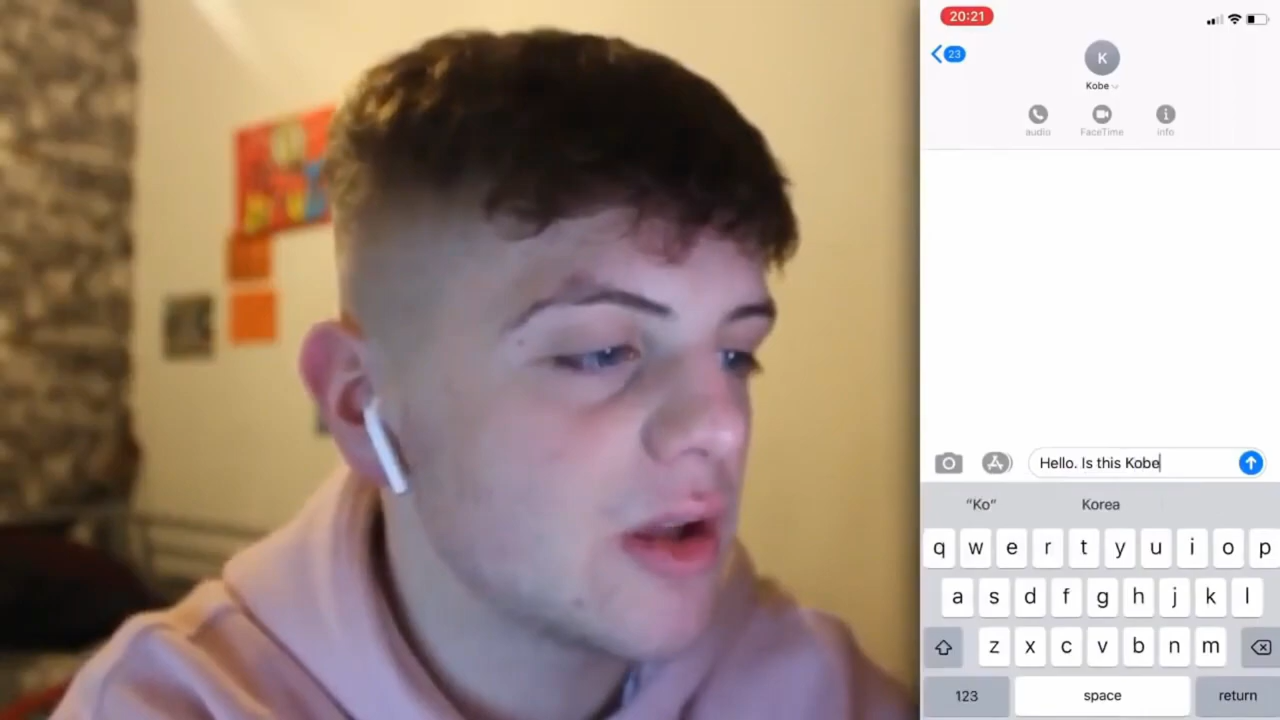 20:21
23
K
Kobe
audio
FaceTime
info
Hello. Is this Kobe
“Ko”
Korea
q w e r t y u i o p
a s d f g h j k l
z x c v b n m
123
space
return